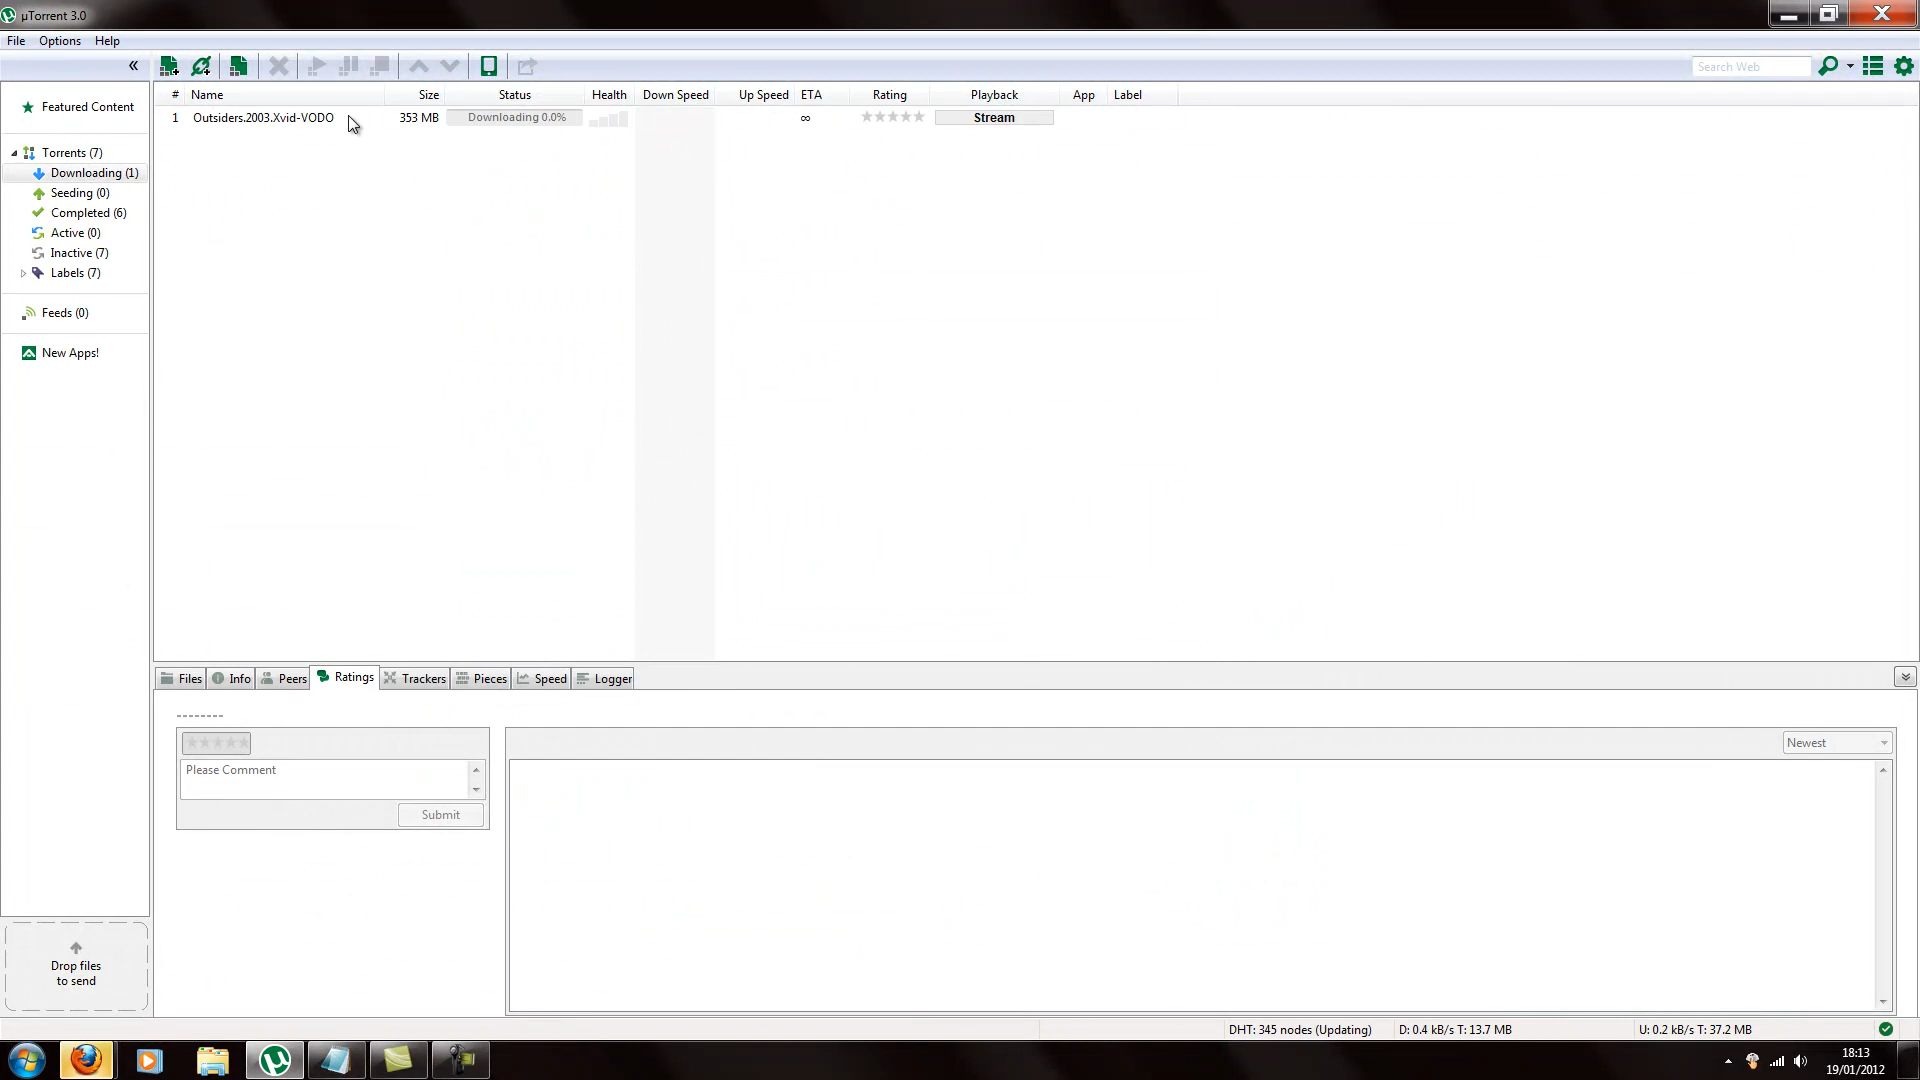 µTorrent 3.0
File Options Help
«
Search Web
Featured Content
Torrents (7)
Downloading (1)
Seeding (0)
Completed (6)
Active (0)
Inactive (7)
Labels (7)
Feeds (0)
New Apps!
# Name Size Status Health Down Speed Up Speed ETA Rating Playback App Label
1 Outsiders.2003.Xvid-VODO 353 MB Downloading 0.0% ∞ Stream
Files Info Peers Ratings Trackers Pieces Speed Logger
--------
Newest
Please Comment
Submit
Drop files
to send
DHT: 345 nodes (Updating) D: 0.4 kB/s T: 13.7 MB U: 0.2 kB/s T: 37.2 MB
18:13
19/01/2012